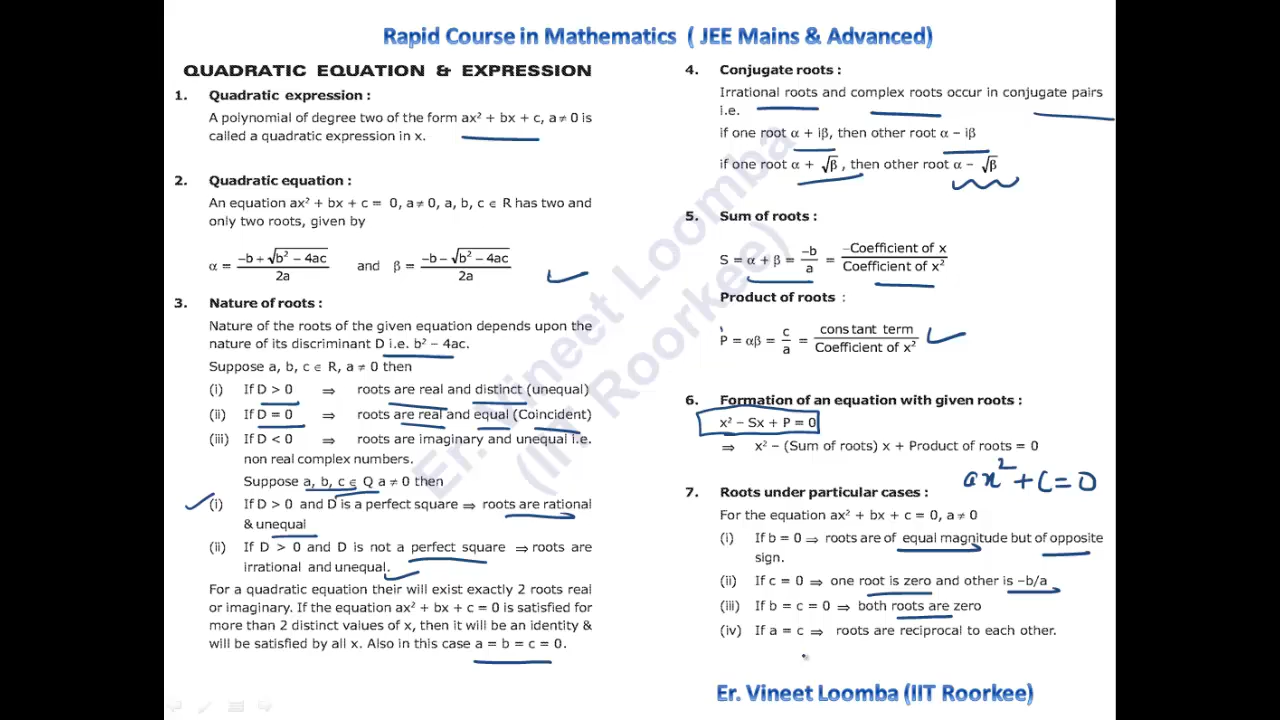 Rapid Course in Mathematics ( JEE Mains & Advanced)
QUADRATIC EQUATION & EXPRESSION
1. Quadratic expression :
A polynomial of degree two of the form ax² + bx + c, a ≠ 0 is
called a quadratic expression in x.
2. Quadratic equation :
An equation ax² + bx + c = 0, a ≠ 0, a, b, c ∈ R has two and
only two roots, given by
α = (-b + √(b² - 4ac)) / 2a and β = (-b - √(b² - 4ac)) / 2a
3. Nature of roots :
Nature of the roots of the given equation depends upon the
nature of its discriminant D i.e. b² - 4ac.
Suppose a, b, c ∈ R, a ≠ 0 then
(i) If D > 0 ⇒ roots are real and distinct (unequal)
(ii) If D = 0 ⇒ roots are real and equal (Coincident)
(iii) If D < 0 ⇒ roots are imaginary and unequal i.e.
non real complex numbers.
Suppose a, b, c ∈ Q a ≠ 0 then
(i) If D > 0 and D is a perfect square ⇒ roots are rational
& unequal
(ii) If D > 0 and D is not a perfect square ⇒ roots are
irrational and unequal.
For a quadratic equation their will exist exactly 2 roots real
or imaginary. If the equation ax² + bx + c = 0 is satisfied for
more than 2 distinct values of x, then it will be an identity &
will be satisfied by all x. Also in this case a = b = c = 0.
4. Conjugate roots :
Irrational roots and complex roots occur in conjugate pairs
i.e.
if one root α + iβ, then other root α - iβ
if one root α + √β, then other root α - √β
5. Sum of roots :
S = α + β = -b/a = -Coefficient of x / Coefficient of x²
Product of roots :
P = αβ = c/a = constant term / Coefficient of x²
6. Formation of an equation with given roots :
x² - Sx + P = 0
⇒ x² - (Sum of roots) x + Product of roots = 0
ax² + c = 0
7. Roots under particular cases :
For the equation ax² + bx + c = 0, a ≠ 0
(i) If b = 0 ⇒ roots are of equal magnitude but of opposite
sign.
(ii) If c = 0 ⇒ one root is zero and other is -b/a
(iii) If b = c = 0 ⇒ both roots are zero
(iv) If a = c ⇒ roots are reciprocal to each other.
Er. Vineet Loomba
(IIT Roorkee)
Er. Vineet Loomba (IIT Roorkee)